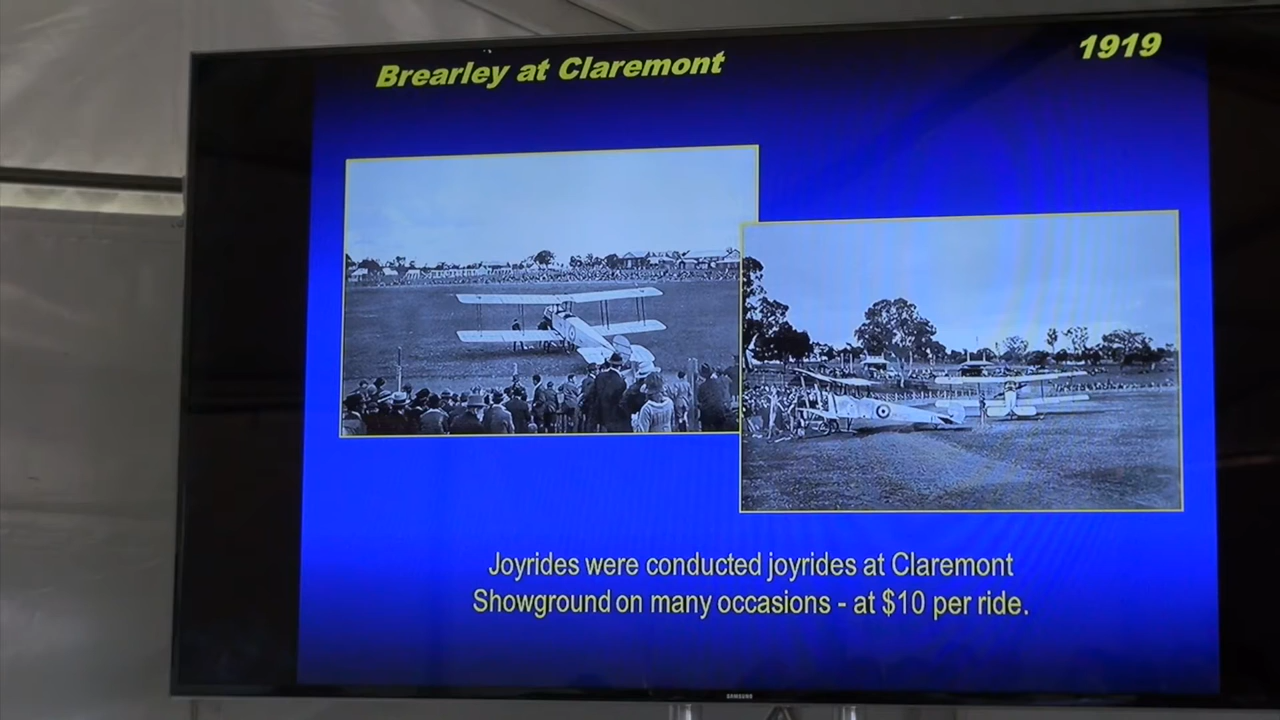 Brearley at Claremont
1919
Joyrides were conducted joyrides at Claremont
Showground on many occasions - at $10 per ride.
SAMSUNG